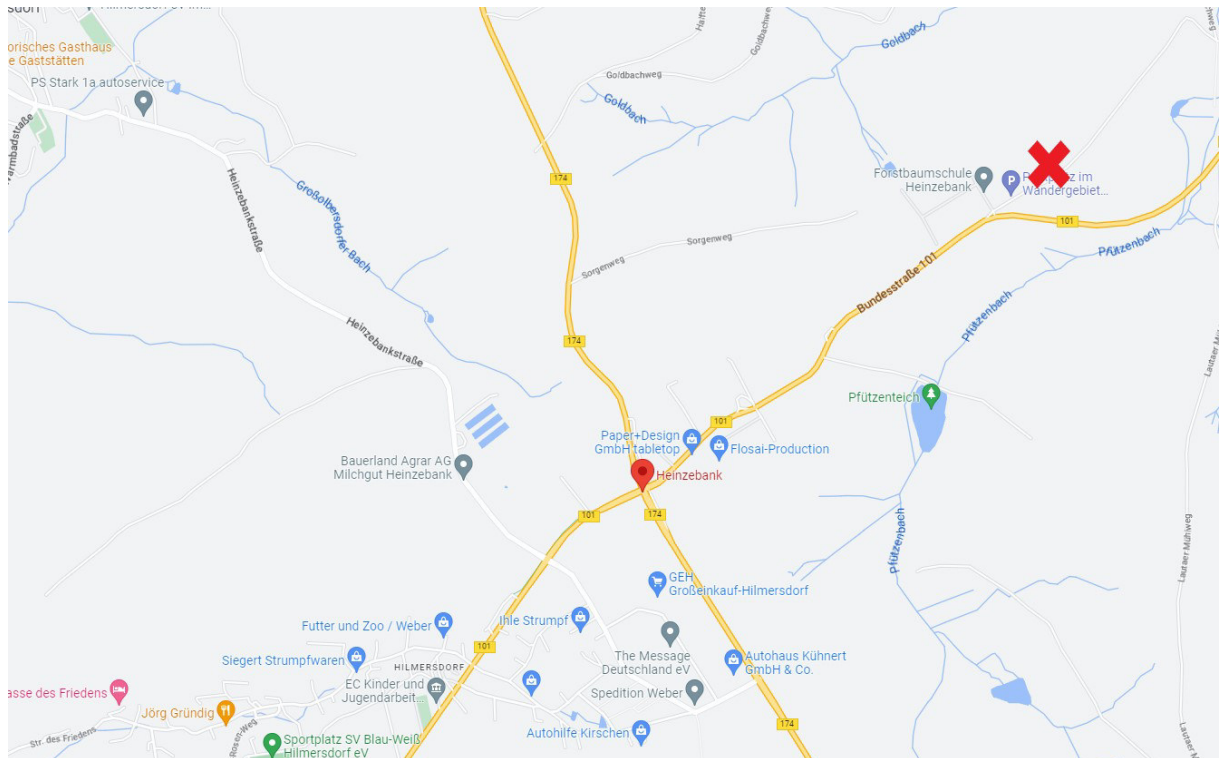 Goldbach
Goldbachweg
Goldbachweg
Goldbach
orisches Gasthaus
e Gaststätten
PS Stark 1a autoservice
armbadstraße
Heinzebankstraße
Großolbersdorfer Bach
174
Forstbaumschule
Heinzebank
P
Wandergebiet...
101
Pfützenbach
Sorgenweg
Sorgenweg
Bundesstraße 101
Pfützenbach
Heinzebankstraße
174
Pfützenteich
101
Paper+Design
GmbH tabletop
Flosai-Production
Bauerland Agrar AG
Milchgut Heinzebank
Heinzebank
101
174
Pfützenbach
Lautaer Mühlweg
GEH
Großeinkauf-Hilmersdorf
Ihle Strumpf
Futter und Zoo / Weber
101
Siegert Strumpfwaren
HILMERSDORF
The Message
Deutschland eV
Autohaus Kühnert
GmbH & Co.
EC Kinder und
Jugendarbeit...
Spedition Weber
asse des Friedens
Jörg Gründig
174
Autohilfe Kirschen
Str. des Friedens
Roser-Weg
Sportplatz SV Blau-Weiß
Hilmersdorf eV